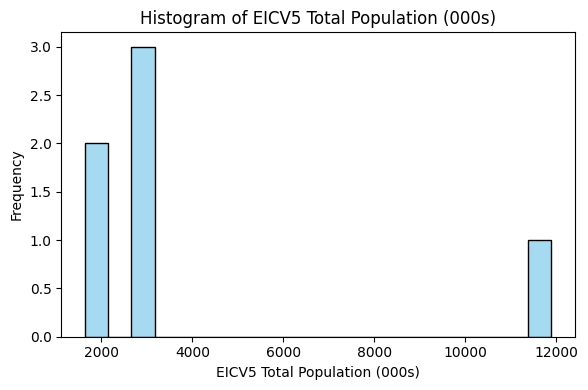 Histogram of EICV5 Total Population (000s)
3.0
2.5
2.0
1.5
1.0
0.5
0.0
Frequency
2000 4000 6000 8000 10000 12000
EICV5 Total Population (000s)